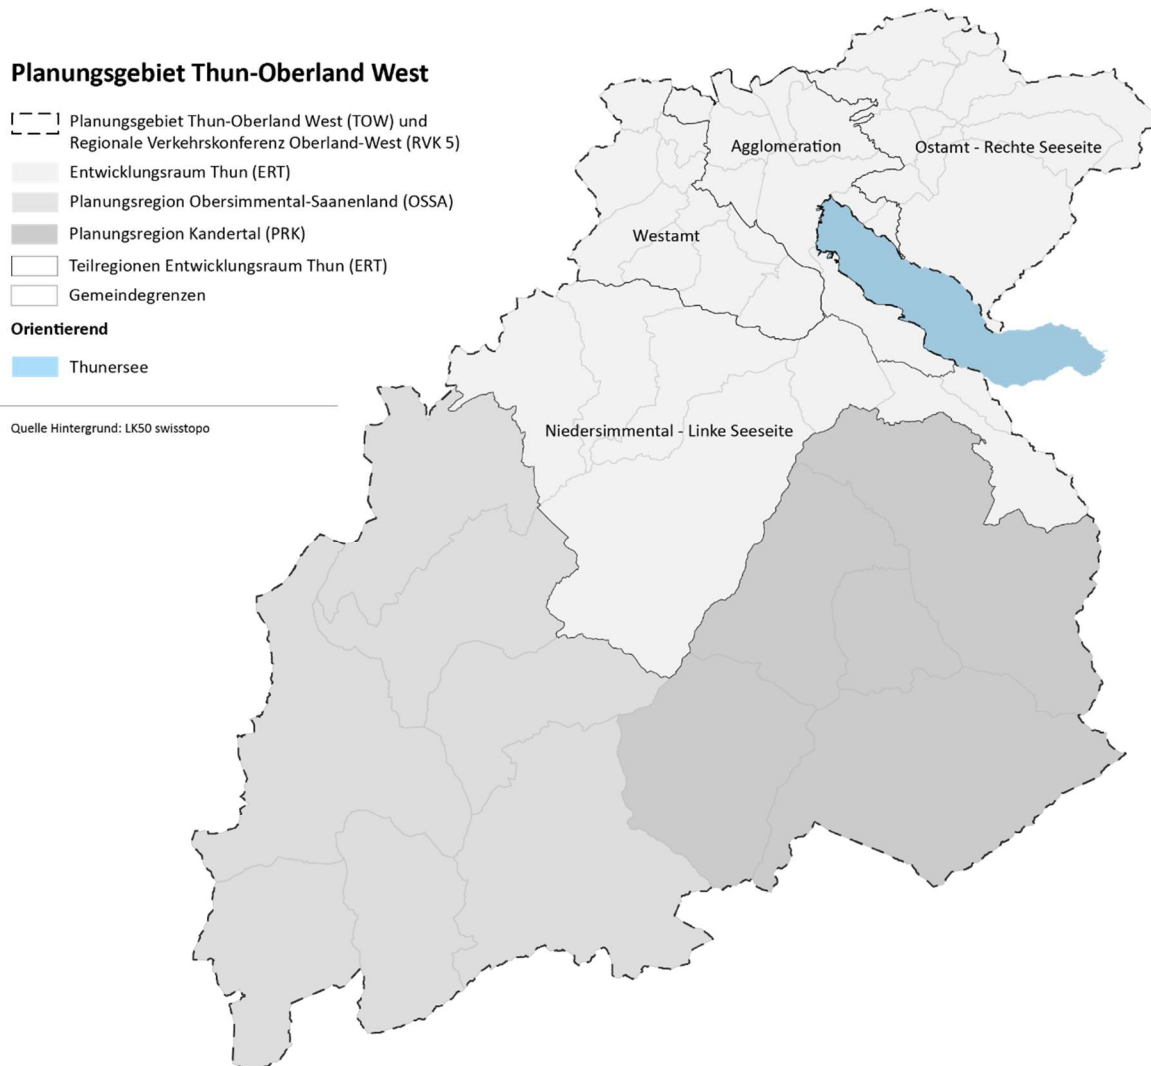 Planungsgebiet Thun-Oberland West
Planungsgebiet Thun-Oberland West (TOW) und
Regionale Verkehrskonferenz Oberland-West (RVK 5)
Entwicklungsraum Thun (ERT)
Planungsregion Obersimmental-Saanenland (OSSA)
Planungsregion Kandertal (PRK)
Teilregionen Entwicklungsraum Thun (ERT)
Gemeindegrenzen
Orientierend
Thunersee
Quelle Hintergrund: LK50 swisstopo
Agglomeration
Ostamt - Rechte Seeseite
Westamt
Niedersimmental - Linke Seeseite